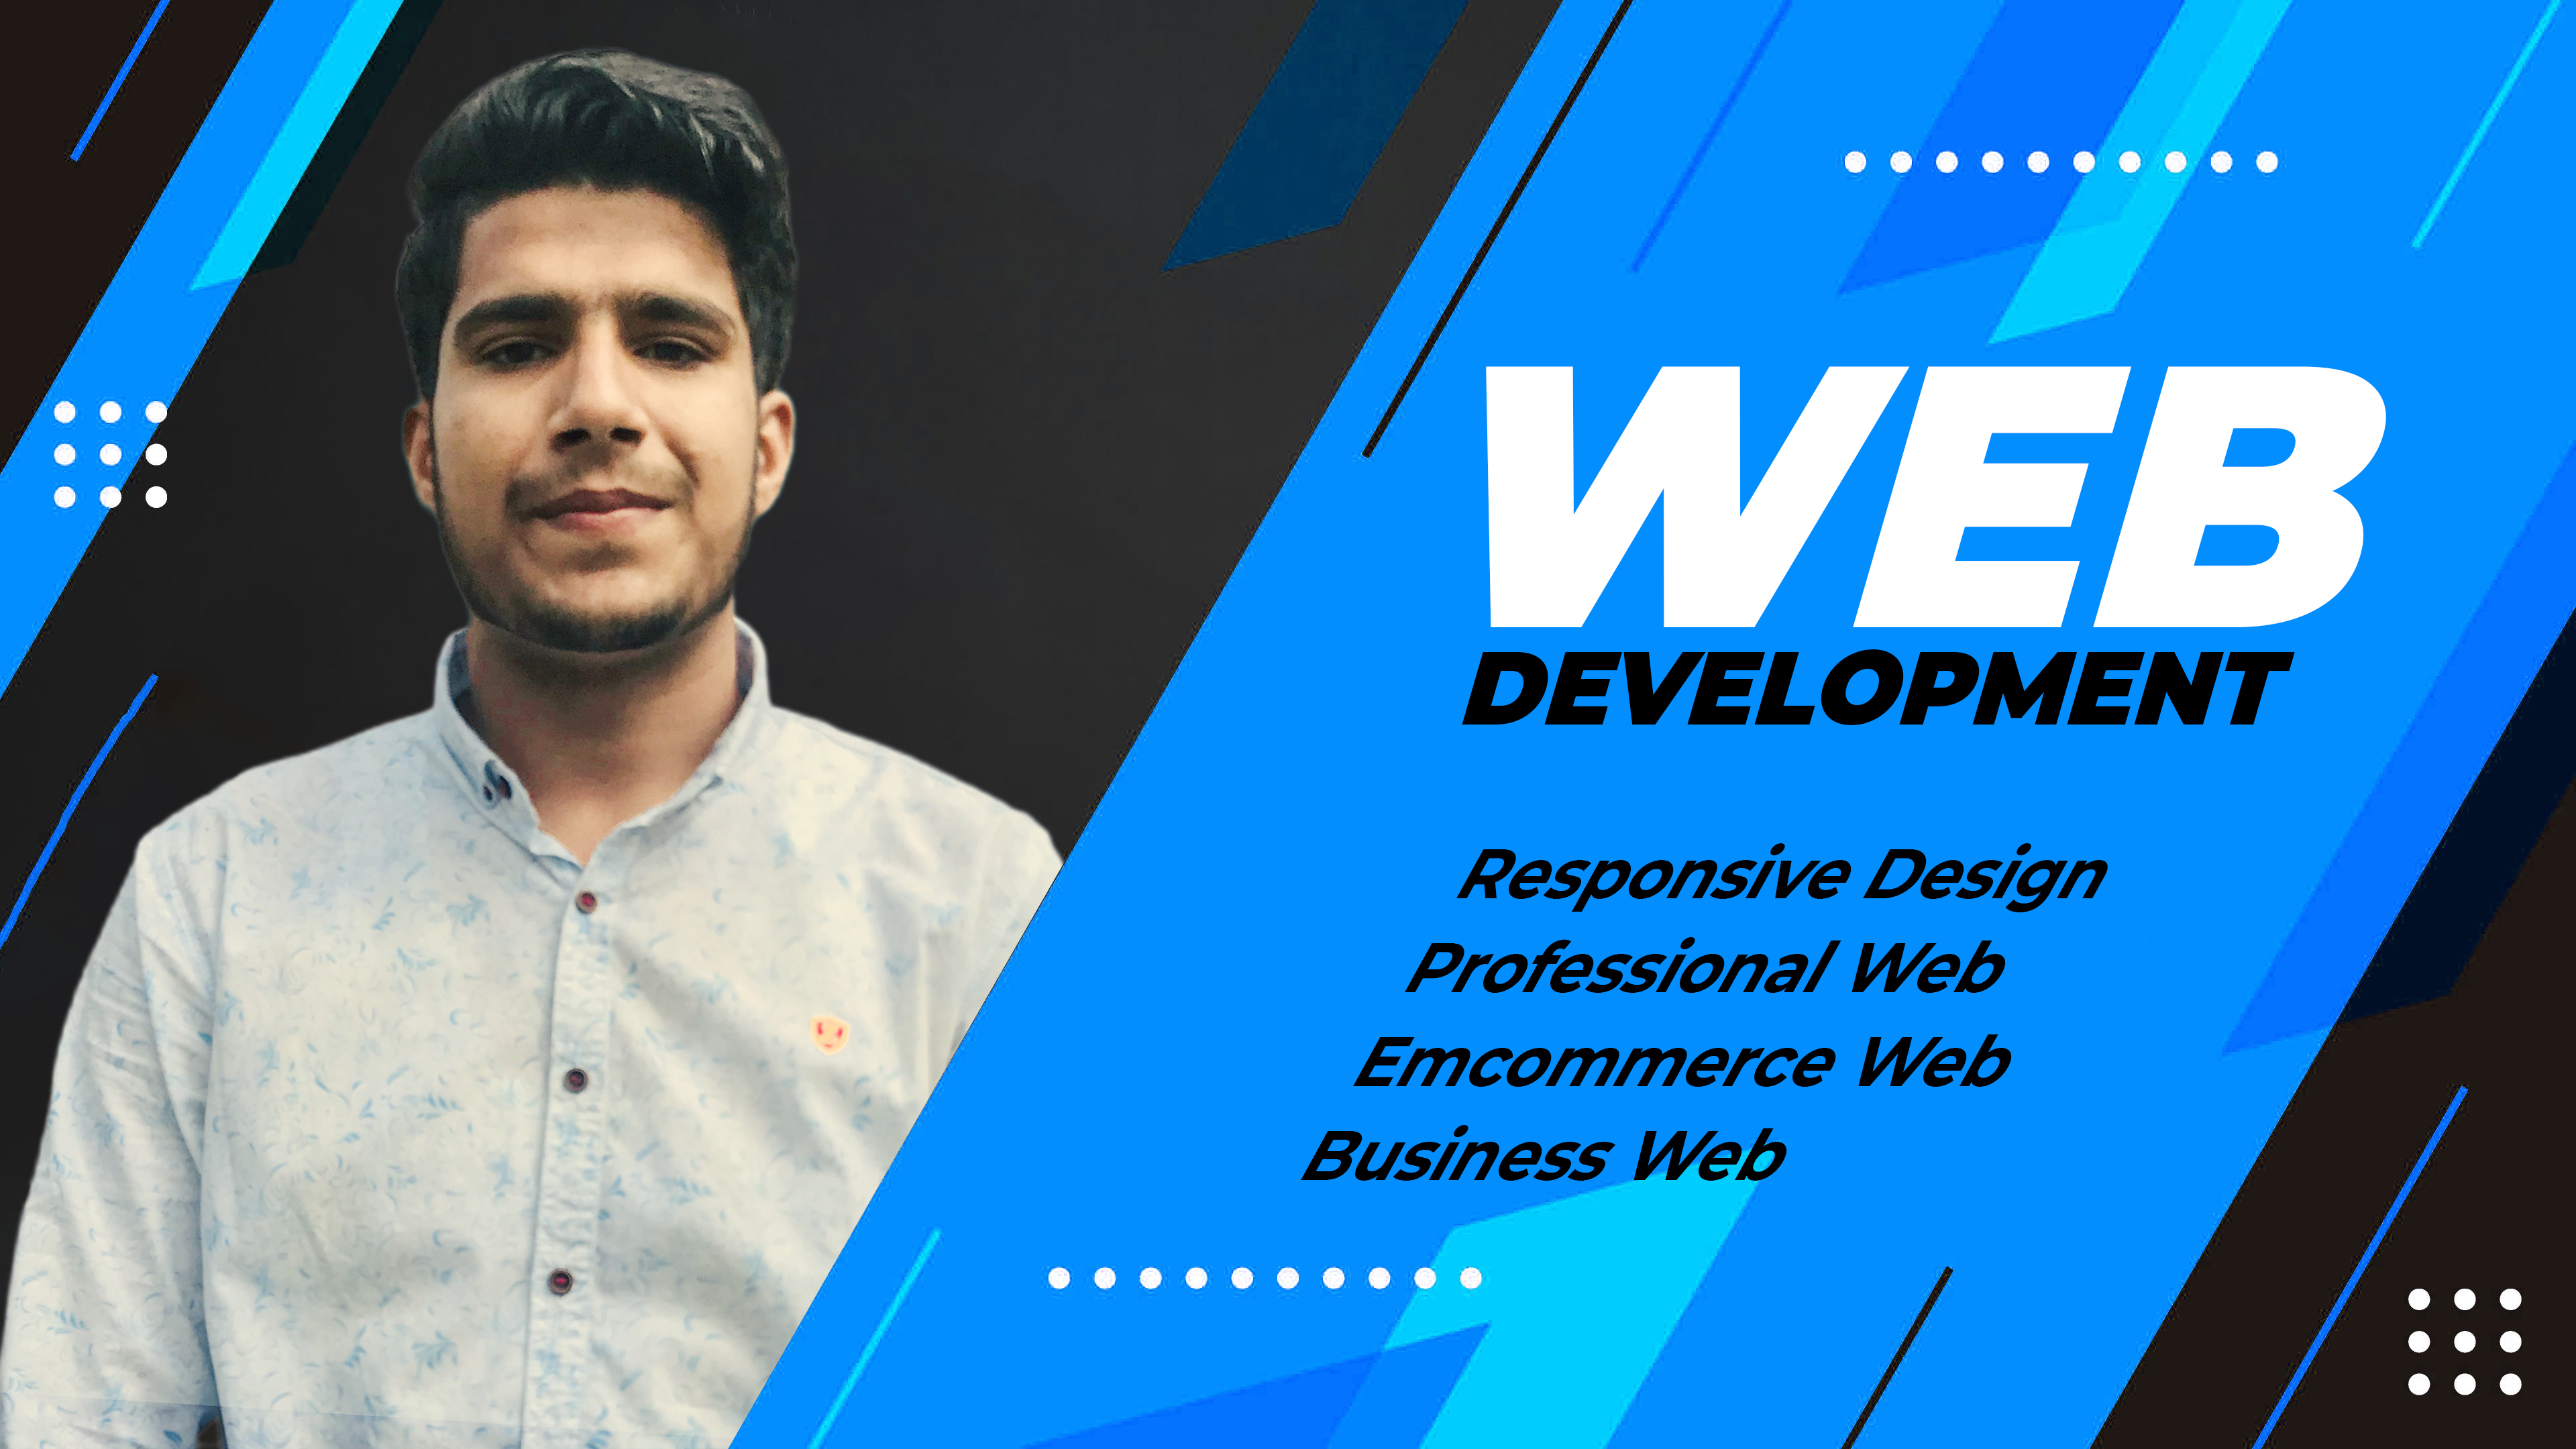 WEB
DEVELOPMENT
Responsive Design
Professional Web
Emcommerce Web
Business Web